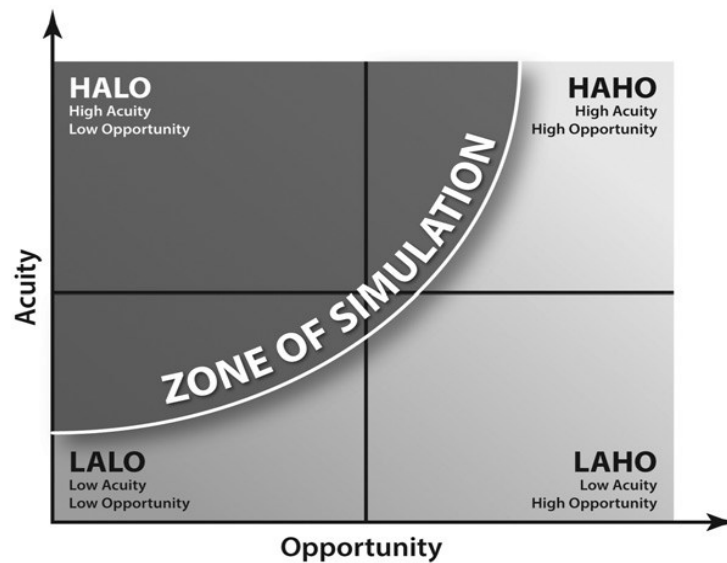 HALO
High Acuity
Low Opportunity
HAHO
High Acuity
High Opportunity
ZONE OF SIMULATION
Acuity
LALO
Low Acuity
Low Opportunity
LAHO
Low Acuity
High Opportunity
Opportunity